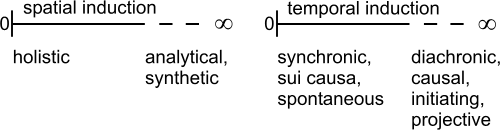 spatial induction
0 ∞
holistic
analytical,
synthetic
temporal induction
0 ∞
synchronic,
sui causa,
spontaneous
diachronic,
causal,
initiating,
projective